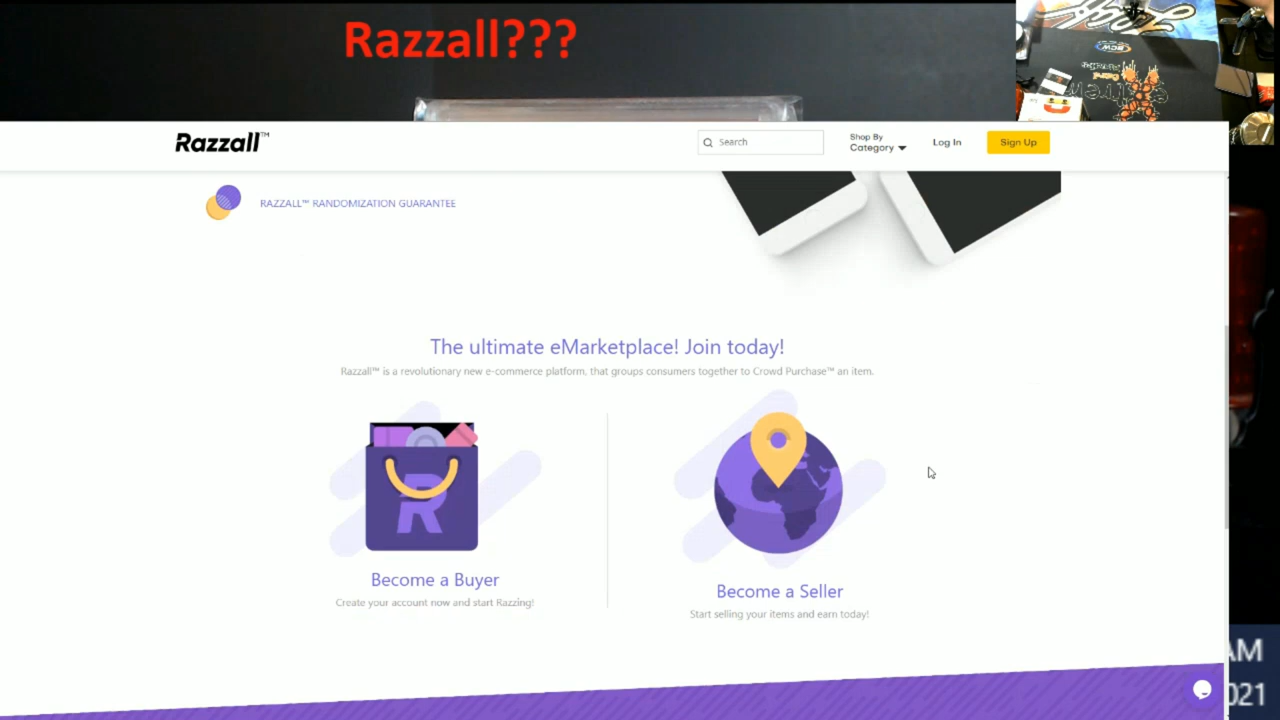 Razzall???
BCW
Razzall™
Search
Shop By
Category
Log In
Sign Up
RAZZALL™ RANDOMIZATION GUARANTEE
The ultimate eMarketplace! Join today!
Razzall™ is a revolutionary new e-commerce platform, that groups consumers together to Crowd Purchase™ an item.
R
Become a Buyer
Create your account now and start Razzing!
Become a Seller
Start selling your items and earn today!
AM
021